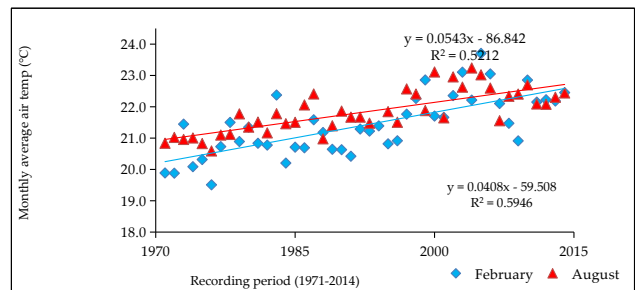 y = 0.0543x - 86.842
R² = 0.5212
24.0
23.0
22.0
21.0
20.0
19.0
18.0
Monthly average air temp (°C)
y = 0.0408x - 59.508
R² = 0.5946
1970
1985
2000
2015
Recording period (1971-2014)
February
August